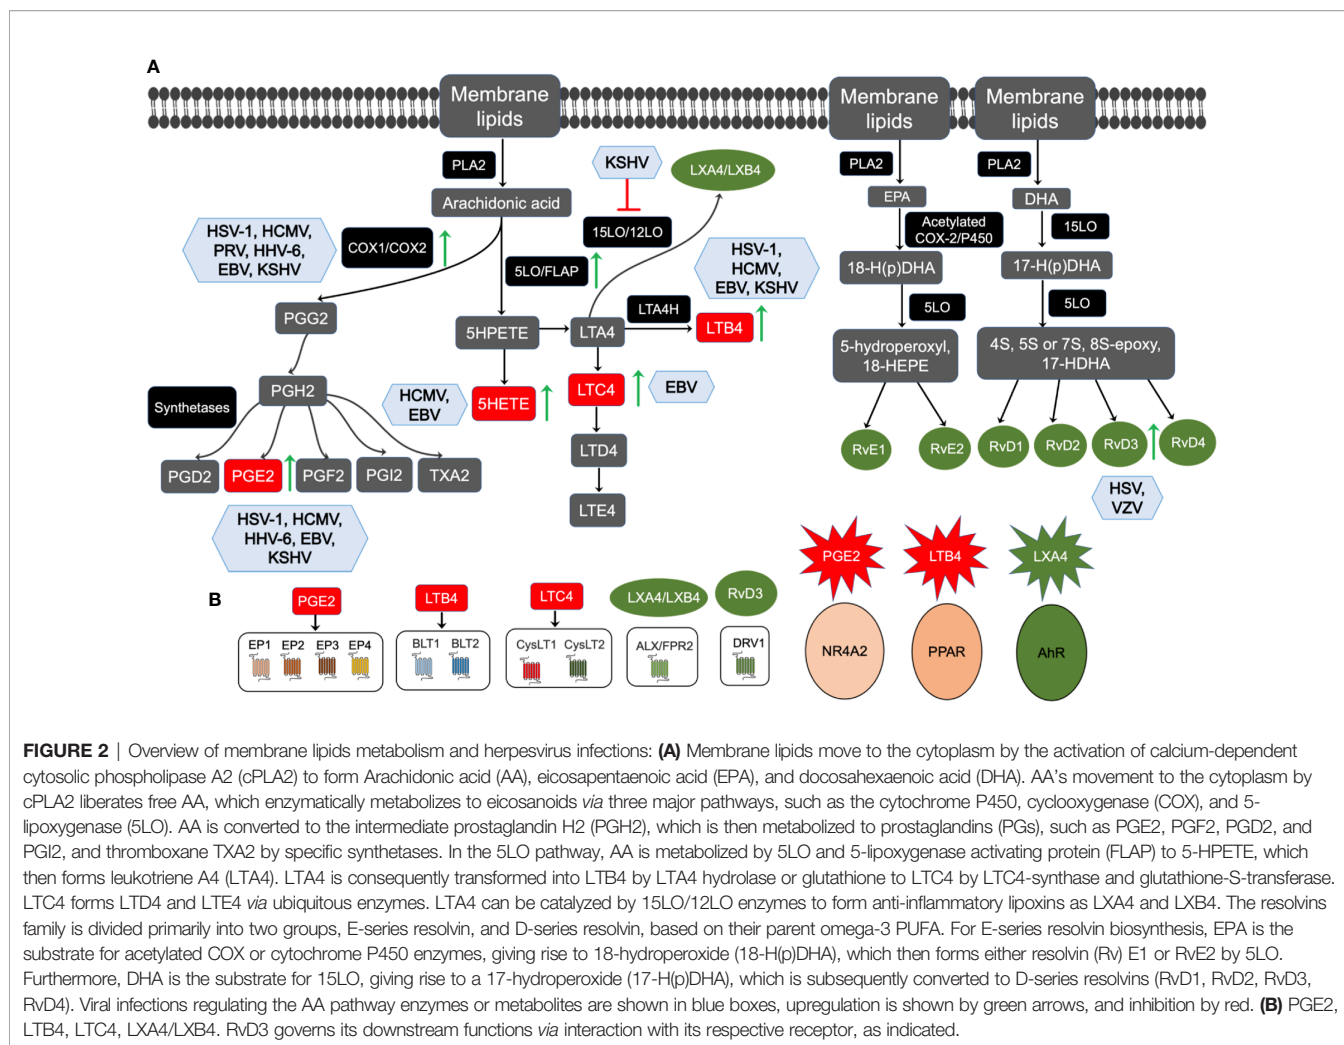 A
Membrane
lipids
Membrane
lipids
Membrane
lipids
PLA2
KSHV
LXA4/LXB4
PLA2
PLA2
Arachidonic acid
EPA
DHA
HSV-1, HCMV,
PRV, HHV-6,
EBV, KSHV
COX1/COX2
15LO/12LO
Acetylated
COX-2/P450
15LO
5LO/FLAP
HSV-1,
HCMV,
EBV, KSHV
18-H(p)DHA
17-H(p)DHA
PGG2
LTA4H
5LO
5LO
5HPETE
LTA4
LTB4
5-hydroperoxyl,
18-HEPE
4S, 5S or 7S, 8S-epoxy,
17-HDHA
PGH2
Synthetases
HCMV,
EBV
5HETE
LTC4
EBV
RvE1
RvE2
RvD1
RvD2
RvD3
RvD4
PGD2
PGE2
PGF2
PGI2
TXA2
LTD4
HSV,
VZV
HSV-1, HCMV,
HHV-6, EBV,
KSHV
LTE4
PGE2
LTB4
LXA4
B
PGE2
LTB4
LTC4
LXA4/LXB4
RvD3
EP1
EP2
EP3
EP4
BLT1
BLT2
CysLT1
CysLT2
ALX/FPR2
DRV1
NR4A2
PPAR
AhR
FIGURE 2 | Overview of membrane lipids metabolism and herpesvirus infections: (A) Membrane lipids move to the cytoplasm by the activation of calcium-dependent
cytosolic phospholipase A2 (cPLA2) to form Arachidonic acid (AA), eicosapentaenoic acid (EPA), and docosahexaenoic acid (DHA). AA's movement to the cytoplasm by
cPLA2 liberates free AA, which enzymatically metabolizes to eicosanoids via three major pathways, such as the cytochrome P450, cyclooxygenase (COX), and 5-
lipoxygenase (5LO). AA is converted to the intermediate prostaglandin H2 (PGH2), which is then metabolized to prostaglandins (PGs), such as PGE2, PGF2, PGD2, and
PGI2, and thromboxane TXA2 by specific synthetases. In the 5LO pathway, AA is metabolized by 5LO and 5-lipoxygenase activating protein (FLAP) to 5-HPETE, which
then forms leukotriene A4 (LTA4). LTA4 is consequently transformed into LTB4 by LTA4 hydrolase or glutathione to LTC4 by LTC4-synthase and glutathione-S-transferase.
LTC4 forms LTD4 and LTE4 via ubiquitous enzymes. LTA4 can be catalyzed by 15LO/12LO enzymes to form anti-inflammatory lipoxins as LXA4 and LXB4. The resolvins
family is divided primarily into two groups, E-series resolvin, and D-series resolvin, based on their parent omega-3 PUFA. For E-series resolvin biosynthesis, EPA is the
substrate for acetylated COX or cytochrome P450 enzymes, giving rise to 18-hydroperoxide (18-H(p)DHA), which then forms either resolvin (Rv) E1 or RvE2 by 5LO.
Furthermore, DHA is the substrate for 15LO, giving rise to a 17-hydroperoxide (17-H(p)DHA), which is subsequently converted to D-series resolvins (RvD1, RvD2, RvD3,
RvD4). Viral infections regulating the AA pathway enzymes or metabolites are shown in blue boxes, upregulation is shown by green arrows, and inhibition by red. (B) PGE2,
LTB4, LTC4, LXA4/LXB4. RvD3 governs its downstream functions via interaction with its respective receptor, as indicated.